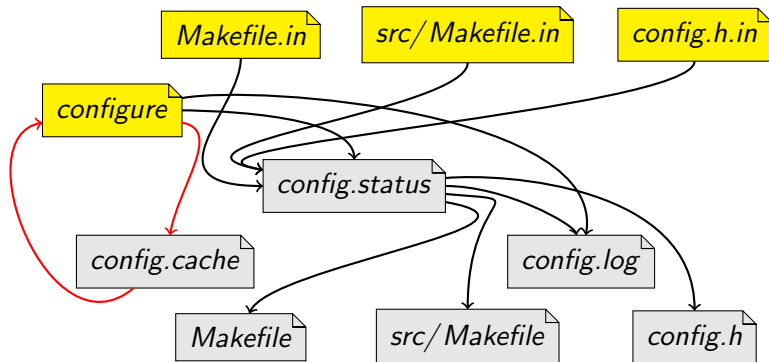 Makefile.in
src/Makefile.in
config.h.in
configure
config.status
config.cache
config.log
Makefile
src/Makefile
config.h